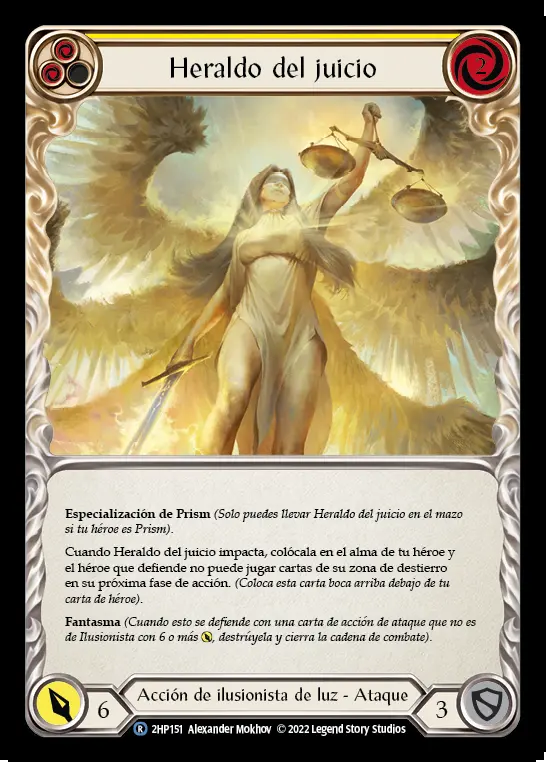 Heraldo del juicio
2
Especialización de Prism (Solo puedes llevar Heraldo del juicio en el mazo
si tu héroe es Prism).
Cuando Heraldo del juicio impacta, colócala en el alma de tu héroe y
el héroe que defiende no puede jugar cartas de su zona de destierro
en su próxima fase de acción. (Coloca esta carta boca arriba debajo de tu
carta de héroe).
Fantasma (Cuando esto se defiende con una carta de acción de ataque que no es
de Ilusionista con 6 o más , destrúyela y cierra la cadena de combate).
6
Acción de ilusionista de luz - Ataque
3
R 2HP151 Alexander Mokhov © 2022 Legend Story Studios